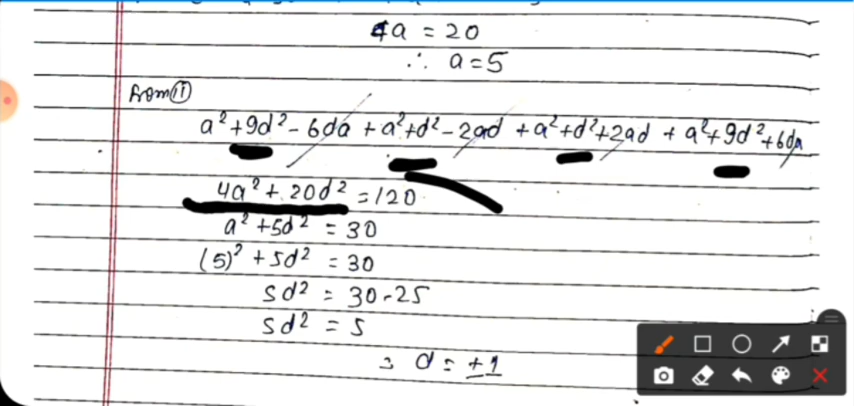 4a = 20
∴ a = 5
from (ii)
a² + 9d² - 6da + a² + d² - 2ad + a² + d² + 2ad + a² + 9d² + 6da
4a² + 20d² = 120
a² + 5d² = 30
(5)² + 5d² = 30
5d² = 30 - 25
5d² = 5
d = ±1